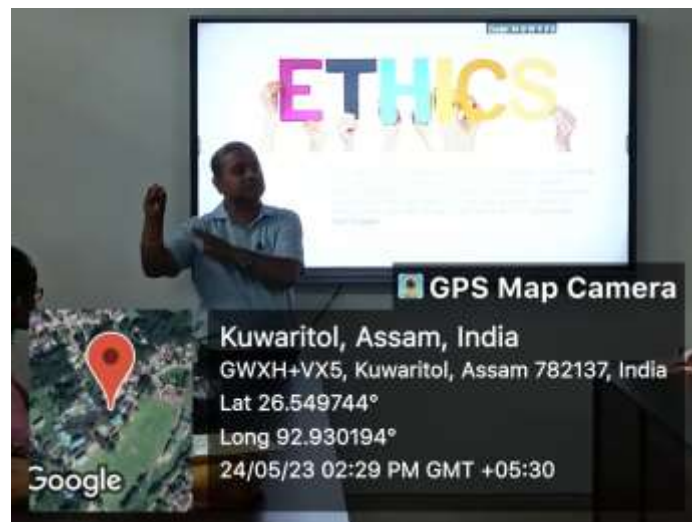 ETHICS
GPS Map Camera
Kuwaritol, Assam, India
GWXH+VX5, Kuwaritol, Assam 782137, India
Lat 26.549744°
Long 92.930194°
24/05/23 02:29 PM GMT +05:30
Google